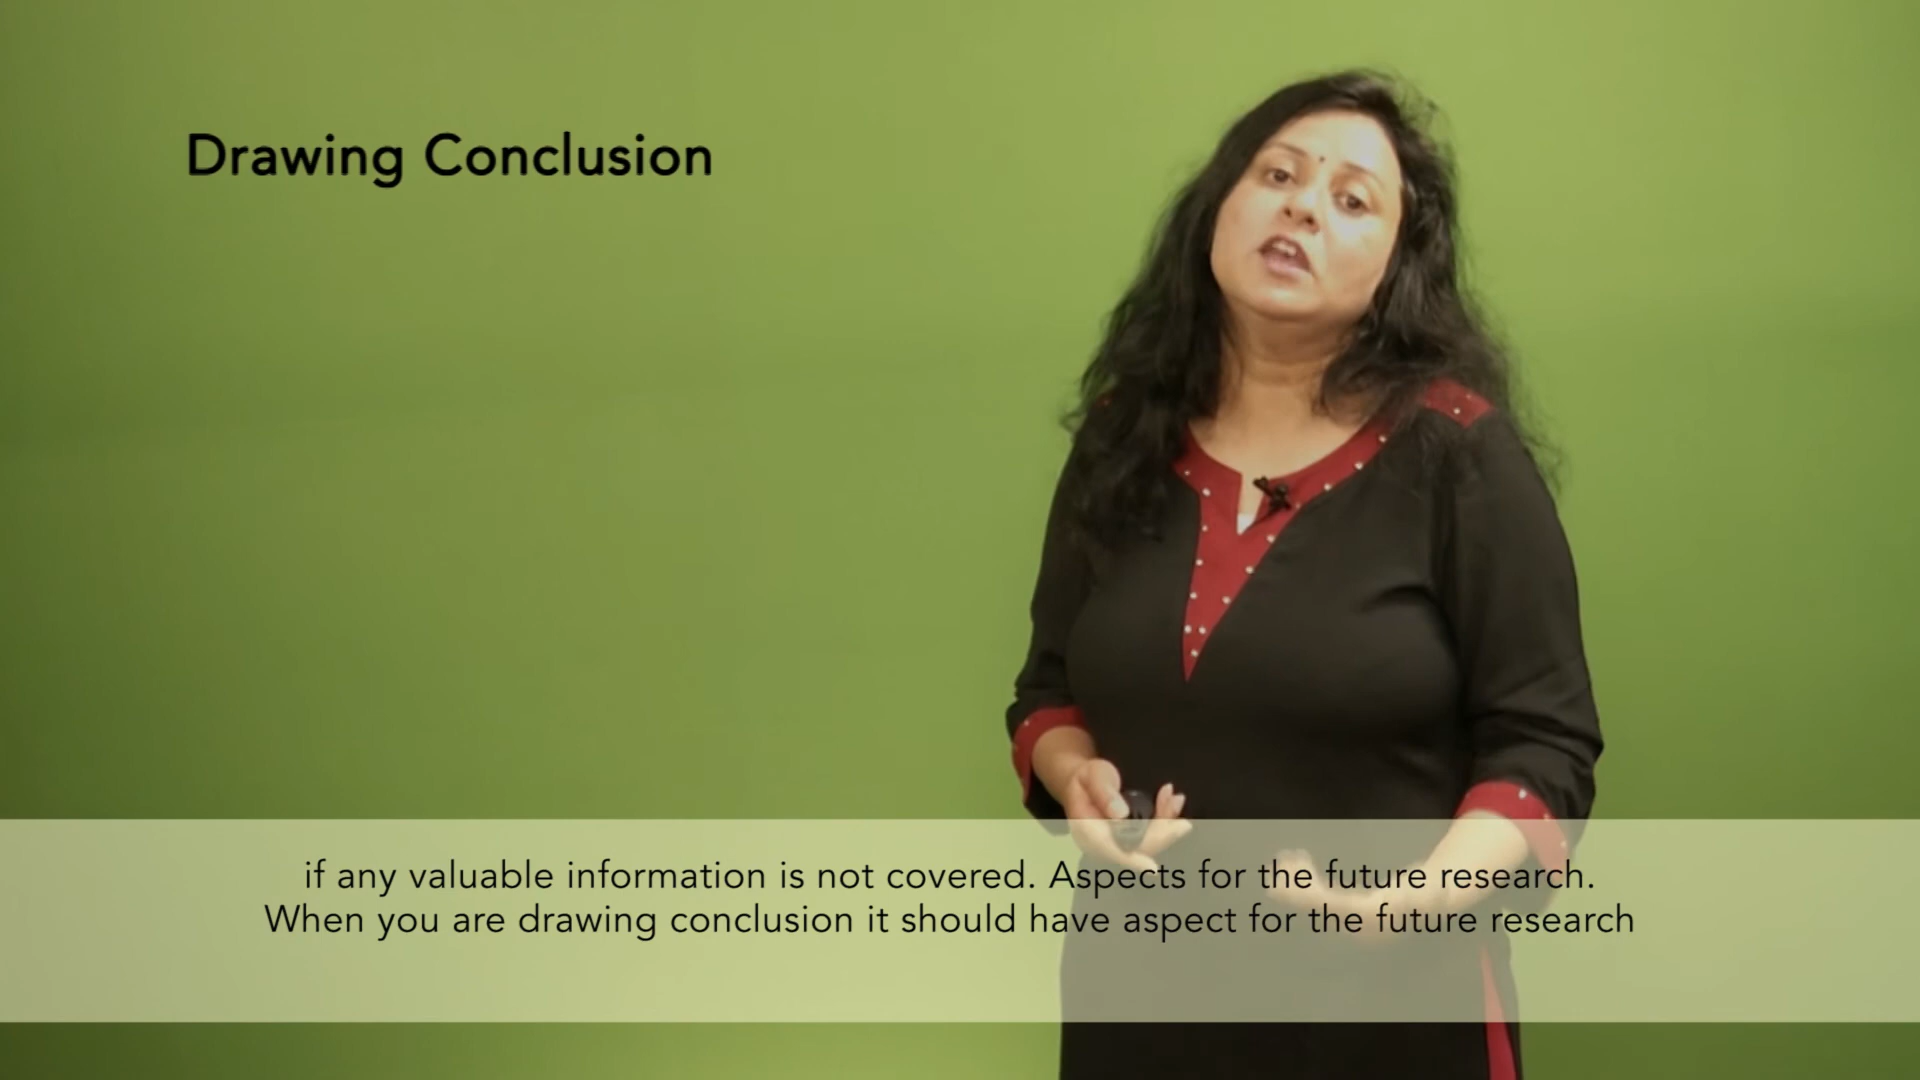 Drawing Conclusion
if any valuable information is not covered. Aspects for the future research.
When you are drawing conclusion it should have aspect for the future research